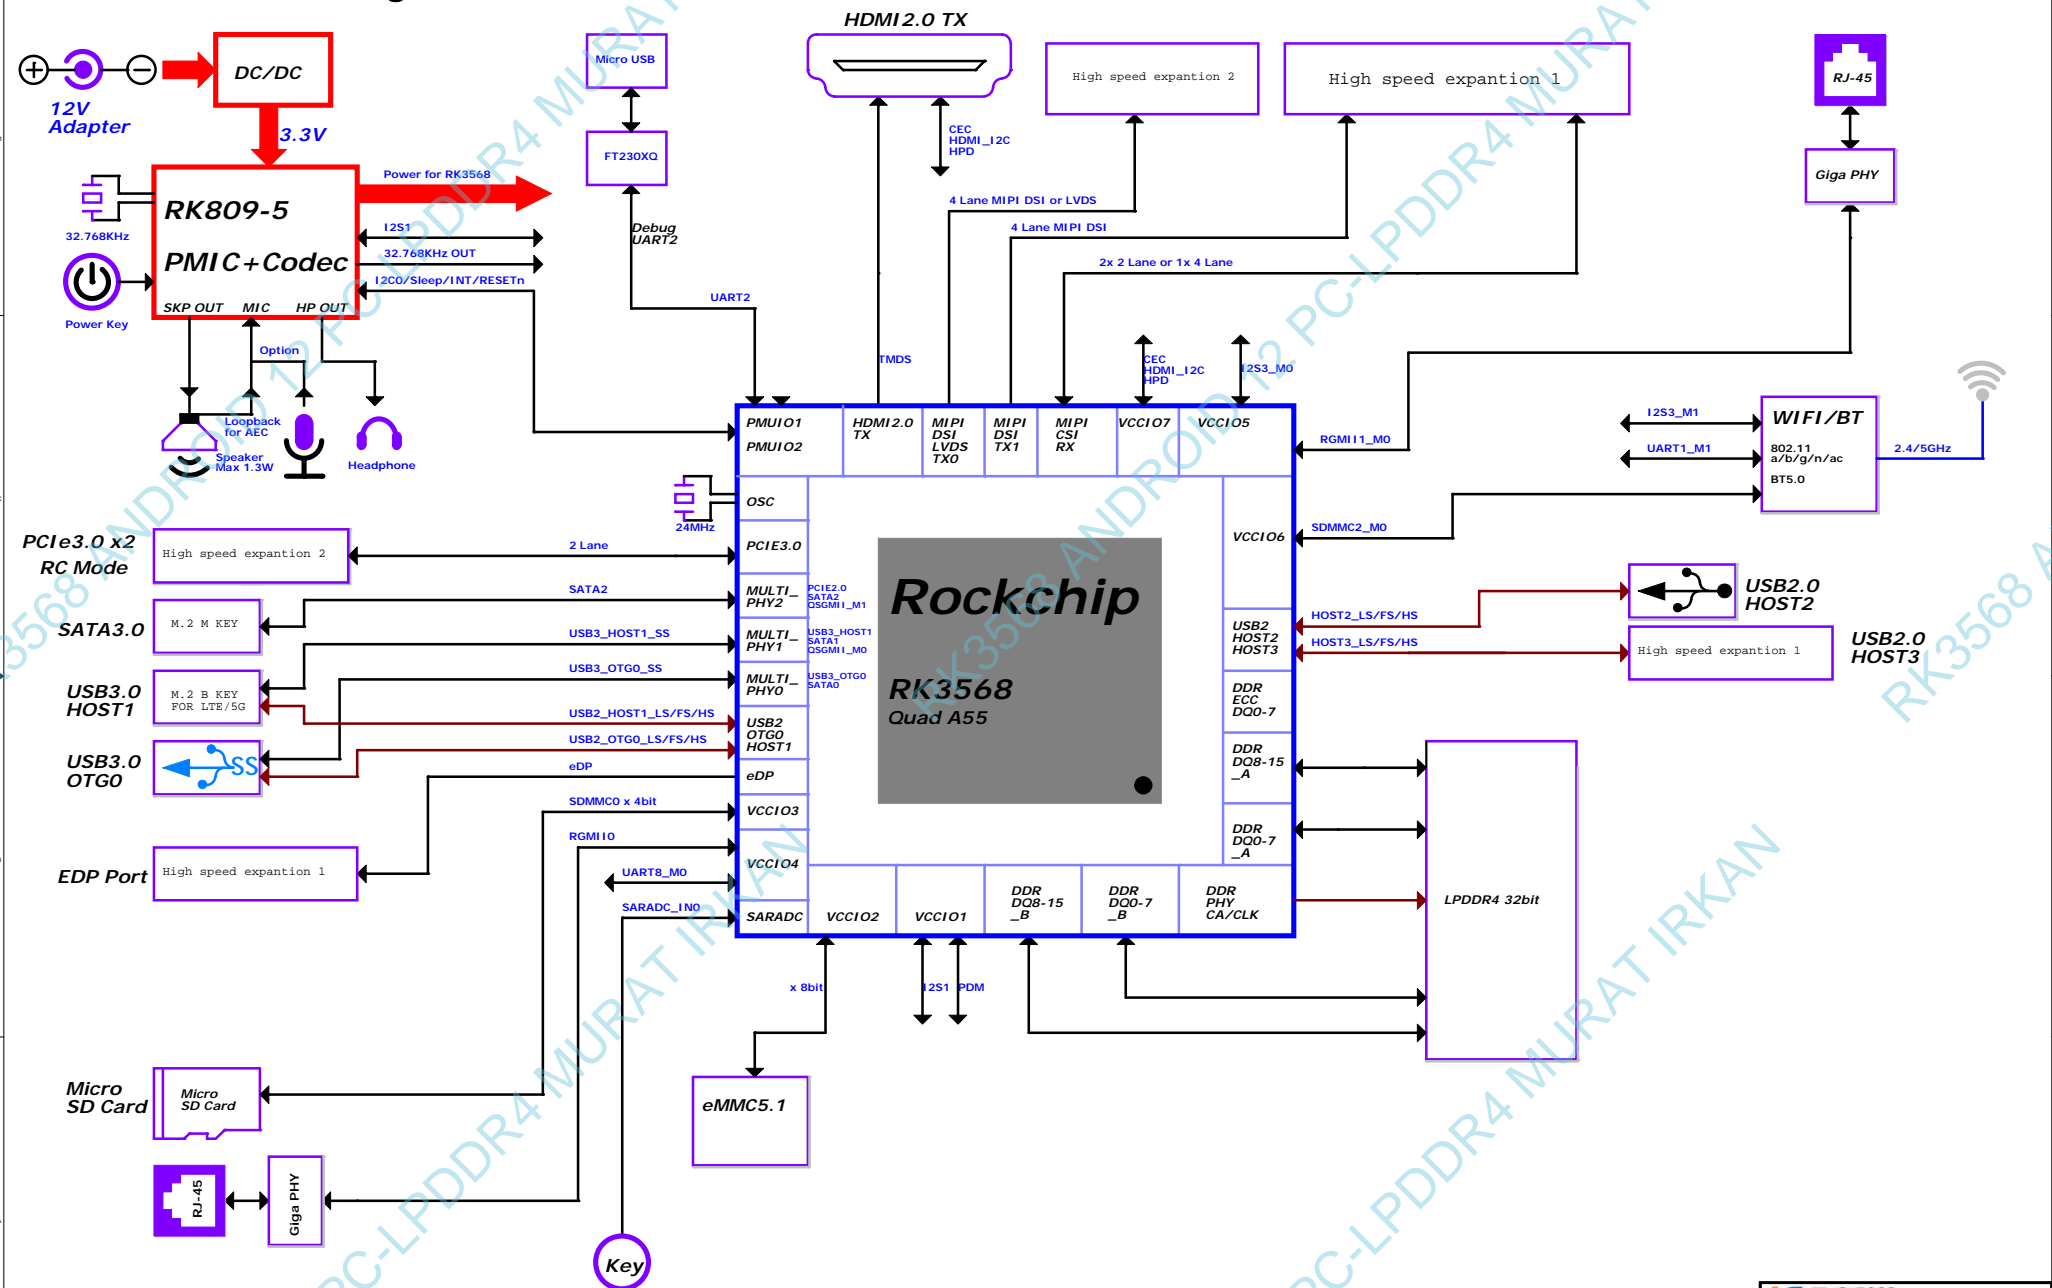 HDMI2.0 TX
12V
Adapter
DC/DC
3.3V
Micro USB
FT230XQ
Debug
UART2
UART2
CEC
HDMI_I2C
HPD
High speed expantion 2
High speed expantion 1
RJ-45
Giga PHY
4 Lane MIPI DSI or LVDS
4 Lane MIPI DSI
2x 2 Lane or 1x 4 Lane
32.768KHz
Power Key
RK809-5
PMIC+Codec
SKP OUT
MIC
HP OUT
Power for RK3568
I2S1
32.768KHz OUT
I2C0/Sleep/INT/RESETn
Option
Loopback
for AEC
Speaker
Max 1.3W
Headphone
TMDS
CEC
HDMI_I2C
HPD
I2S3_M0
PMUIO1
PMUIO2
HDMI2.0
TX
MIPI
DSI
LVDS
TX0
MIPI
DSI
TX1
MIPI
CSI
RX
VCCIO7
VCCIO5
RGMII1_M0
I2S3_M1
UART1_M1
WIFI/BT
802.11
a/b/g/n/ac
BT5.0
2.4/5GHz
SDMMC2_M0
VCCIO6
24MHz
OSC
PCIe3.0 x2
RC Mode
High speed expantion 2
2 Lane
PCIE3.0
SATA3.0
M.2 M KEY
SATA2
MULTI_
PHY2
PCIE2.0
SATA2
QSGMII_M1
USB3.0
HOST1
M.2 B KEY
FOR LTE/5G
USB3_HOST1_SS
MULTI_
PHY1
USB3_HOST1
SATA1
QSGMII_M0
USB3_OTG0_SS
MULTI_
PHY0
USB3_OTG0
SATA0
USB3.0
OTG0
SS
USB2_HOST1_LS/FS/HS
USB2_OTG0_LS/FS/HS
USB2
OTG0
HOST1
eDP
eDP
EDP Port
High speed expantion 1
SDMMC0 x 4bit
VCCIO3
RGMII0
VCCIO4
UART8_M0
SARADC_IN0
SARADC
Rockchip
RK3568
Quad A55
USB2
HOST2
HOST3
HOST2_LS/FS/HS
HOST3_LS/FS/HS
USB2.0
HOST2
High speed expantion 1
USB2.0
HOST3
DDR
ECC
DQ0-7
DDR
DQ8-15
_A
DDR
DQ0-7
_A
VCCIO2
VCCIO1
DDR
DQ8-15
_B
DDR
DQ0-7
_B
DDR
PHY
CA/CLK
LPDDR4 32bit
x 8bit
I2S1
PDM
eMMC5.1
Micro
SD Card
Micro
SD Card
RJ-45
Giga PHY
Key
RK3568 ANDROID 12 PC-LPDDR4 MURAT IRKAN